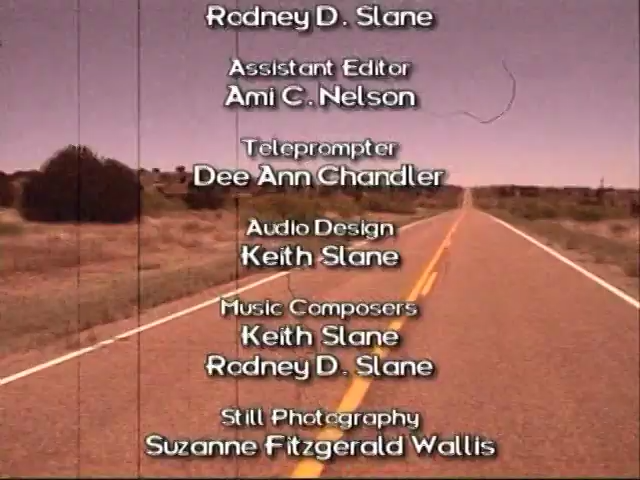 Rodney D. Slane
Assistant Editor
Ami C. Nelson
Teleprompter
Dee Ann Chandler
Audio Design
Keith Slane
Music Composers
Keith Slane
Rodney D. Slane
Still Photography
Suzanne Fitzgerald Wallis